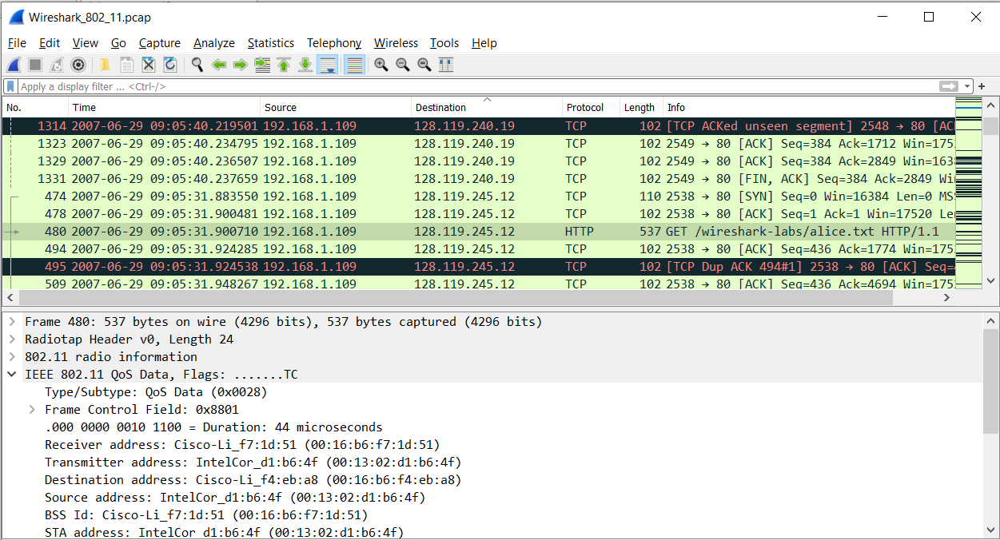 Wireshark_802_11.pcap
File Edit View Go Capture Analyze Statistics Telephony Wireless Tools Help
Apply a display filter ... <Ctrl-/>
No. Time Source Destination Protocol Length Info
1314 2007-06-29 09:05:40.219501 192.168.1.109 128.119.240.19 TCP 102 [TCP ACKed unseen segment] 2548 → 80 [AC
1323 2007-06-29 09:05:40.234795 192.168.1.109 128.119.240.19 TCP 102 2549 → 80 [ACK] Seq=384 Ack=1712 Win=175
1329 2007-06-29 09:05:40.236507 192.168.1.109 128.119.240.19 TCP 102 2549 → 80 [ACK] Seq=384 Ack=2849 Win=163
1331 2007-06-29 09:05:40.237659 192.168.1.109 128.119.240.19 TCP 102 2549 → 80 [FIN, ACK] Seq=384 Ack=2849 Wi
474 2007-06-29 09:05:31.883550 192.168.1.109 128.119.245.12 TCP 110 2538 → 80 [SYN] Seq=0 Win=16384 Len=0 MS
478 2007-06-29 09:05:31.900481 192.168.1.109 128.119.245.12 TCP 102 2538 → 80 [ACK] Seq=1 Ack=1 Win=17520 Le
480 2007-06-29 09:05:31.900710 192.168.1.109 128.119.245.12 HTTP 537 GET /wireshark-labs/alice.txt HTTP/1.1
494 2007-06-29 09:05:31.924285 192.168.1.109 128.119.245.12 TCP 102 2538 → 80 [ACK] Seq=436 Ack=1774 Win=175
495 2007-06-29 09:05:31.924538 192.168.1.109 128.119.245.12 TCP 102 [TCP Dup ACK 494#1] 2538 → 80 [ACK] Seq=
509 2007-06-29 09:05:31.948267 192.168.1.109 128.119.245.12 TCP 102 2538 → 80 [ACK] Seq=436 Ack=4694 Win=175
Frame 480: 537 bytes on wire (4296 bits), 537 bytes captured (4296 bits)
Radiotap Header v0, Length 24
802.11 radio information
IEEE 802.11 QoS Data, Flags: .......TC
Type/Subtype: QoS Data (0x0028)
Frame Control Field: 0x8801
.000 0000 0010 1100 = Duration: 44 microseconds
Receiver address: Cisco-Li_f7:1d:51 (00:16:b6:f7:1d:51)
Transmitter address: IntelCor_d1:b6:4f (00:13:02:d1:b6:4f)
Destination address: Cisco-Li_f4:eb:a8 (00:16:b6:f4:eb:a8)
Source address: IntelCor_d1:b6:4f (00:13:02:d1:b6:4f)
BSS Id: Cisco-Li_f7:1d:51 (00:16:b6:f7:1d:51)
STA address: IntelCor_d1:b6:4f (00:13:02:d1:b6:4f)